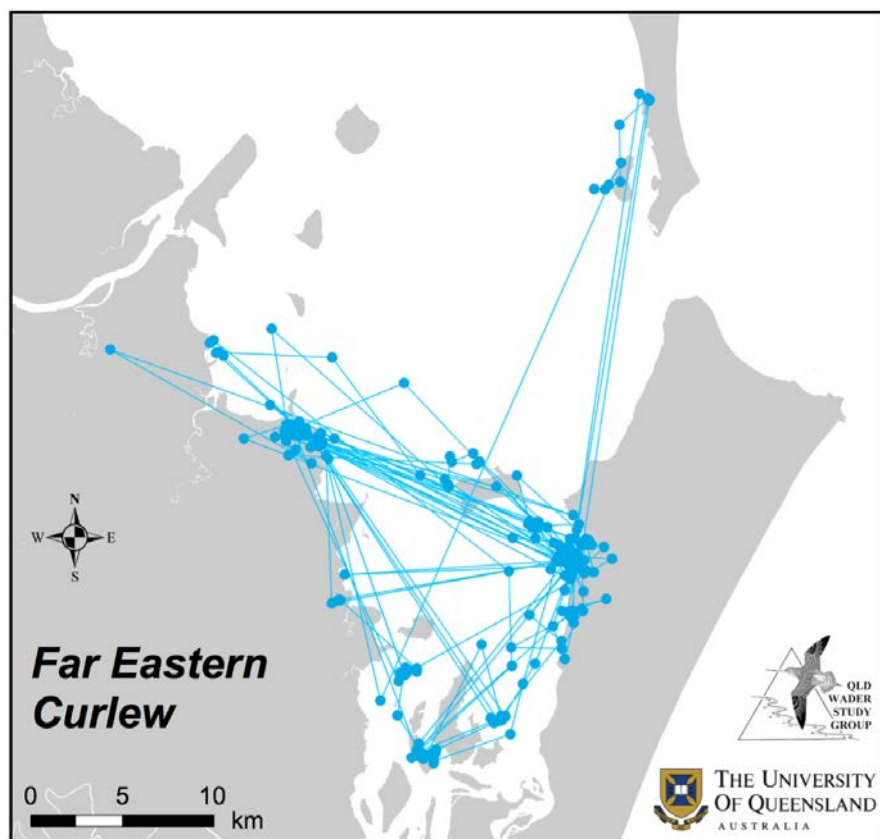 N
W E
S
Far Eastern
Curlew
0 5 10
km
QLD
WADER
STUDY
GROUP
THE UNIVERSITY
OF QUEENSLAND
AUSTRALIA